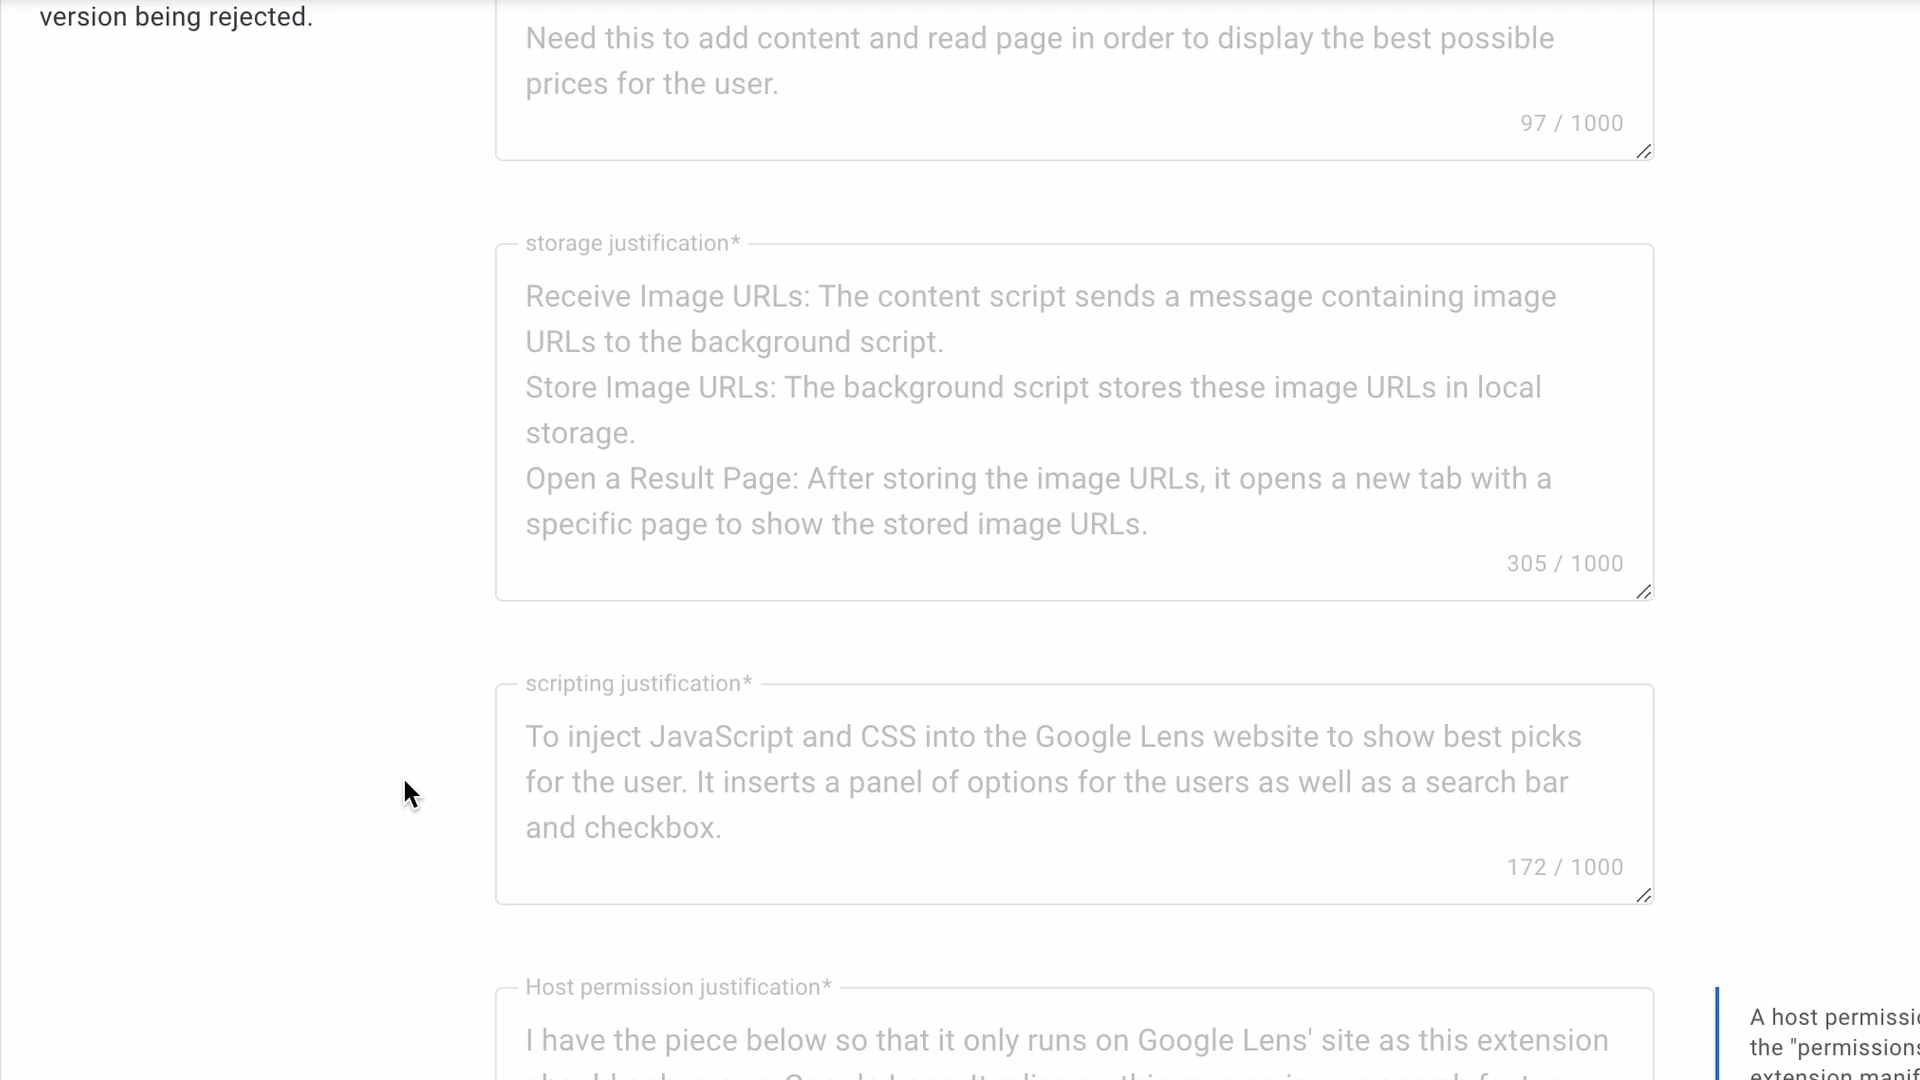 version being rejected.
Need this to add content and read page in order to display the best possible
prices for the user.
97 / 1000
storage justification*
Receive Image URLs: The content script sends a message containing image
URLs to the background script.
Store Image URLs: The background script stores these image URLs in local
storage.
Open a Result Page: After storing the image URLs, it opens a new tab with a
specific page to show the stored image URLs.
305 / 1000
scripting justification*
To inject JavaScript and CSS into the Google Lens website to show best picks
for the user. It inserts a panel of options for the users as well as a search bar
and checkbox.
172 / 1000
Host permission justification*
I have the piece below so that it only runs on Google Lens' site as this extension
A host permissi
the "permissions